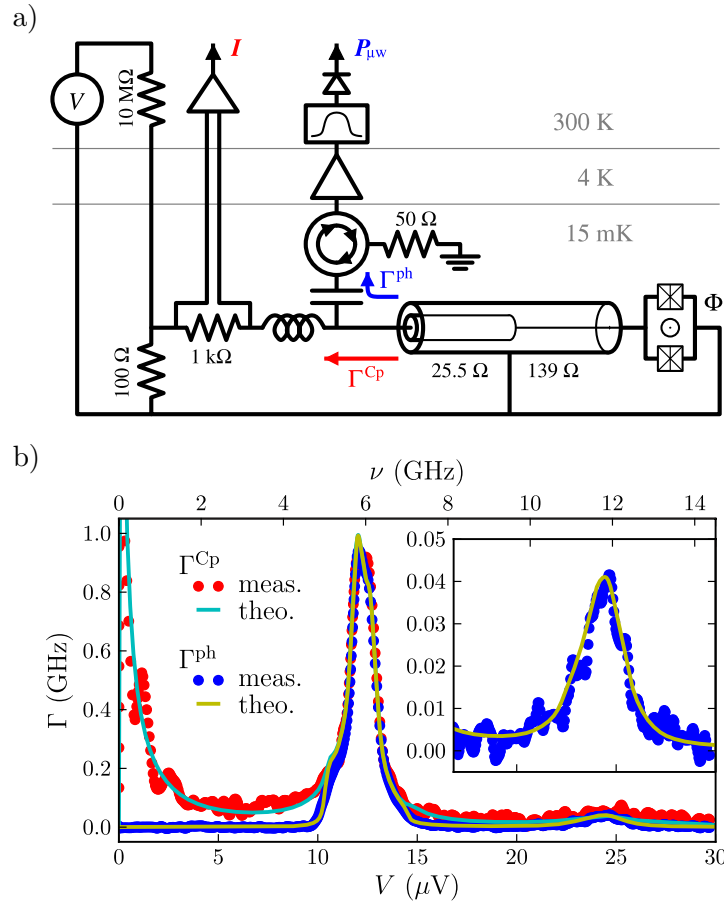 a)
I
P_μw
V
10 MΩ
300 K
4 K
15 mK
50 Ω
Γ^ph
Φ
100 Ω
1 kΩ
Γ^Cp
25.5 Ω
139 Ω
b)
ν (GHz)
0 2 4 6 8 10 12 14
1.0
0.8
0.6
0.4
0.2
0.0
Γ (GHz)
Γ^Cp
meas.
theo.
Γ^ph
meas.
theo.
0.05
0.04
0.03
0.02
0.01
0.00
0 5 10 15 20 25 30
V (μV)